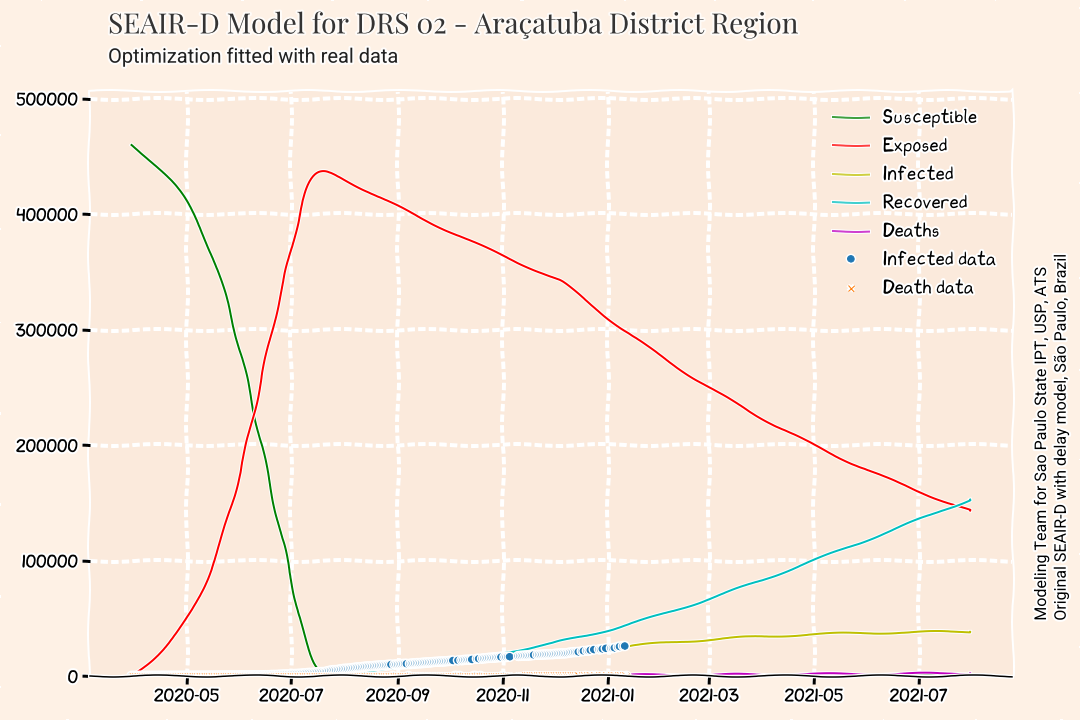 SEAIR-D Model for DRS 02 - Araçatuba District Region
Optimization fitted with real data
500000
400000
300000
200000
100000
0
Susceptible
Exposed
Infected
Recovered
Deaths
Infected data
Death data
2020-05
2020-07
2020-09
2020-11
2021-01
2021-03
2021-05
2021-07
Modeling Team for Sao Paulo State IPT, USP, ATS
Original SEAIR-D with delay model, São Paulo, Brazil